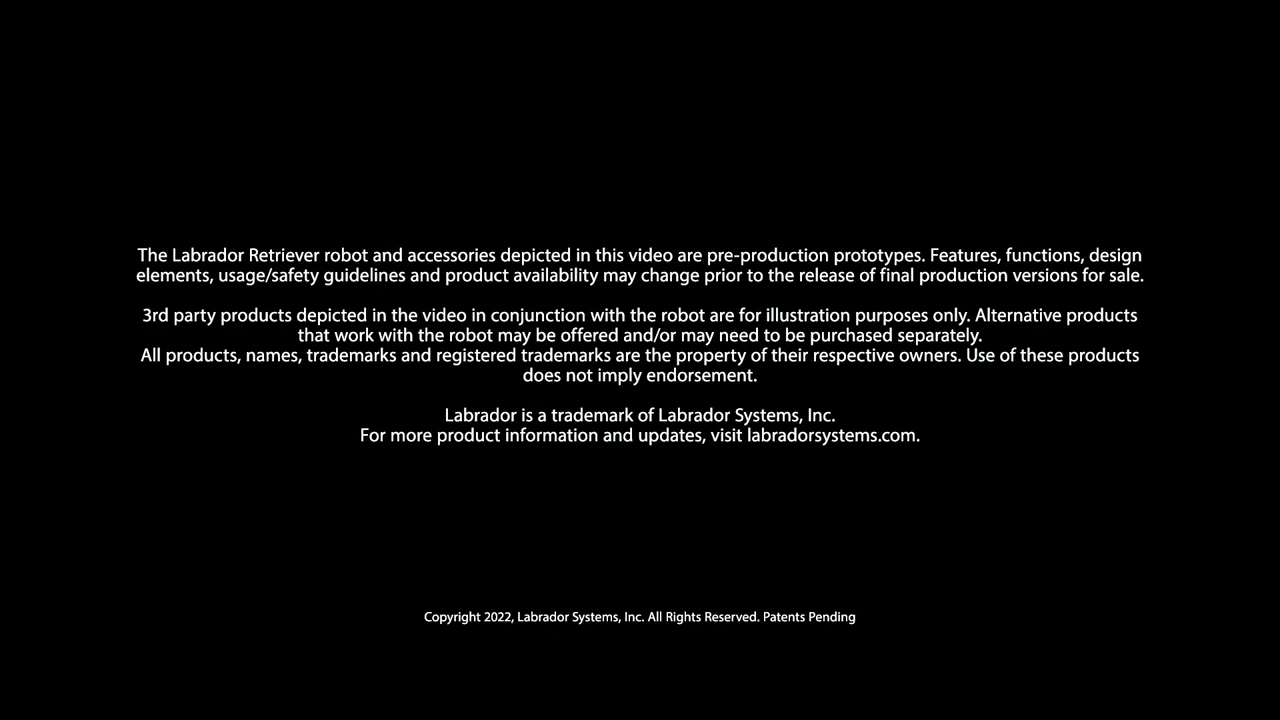 The Labrador Retriever robot and accessories depicted in this video are pre-production prototypes. Features, functions, design
elements, usage/safety guidelines and product availability may change prior to the release of final production versions for sale.
3rd party products depicted in the video in conjunction with the robot are for illustration purposes only. Alternative products
that work with the robot may be offered and/or may need to be purchased separately.
All products, names, trademarks and registered trademarks are the property of their respective owners. Use of these products
does not imply endorsement.
Labrador is a trademark of Labrador Systems, Inc.
For more product information and updates, visit labradorsystems.com.
Copyright 2022, Labrador Systems, Inc. All Rights Reserved. Patents Pending